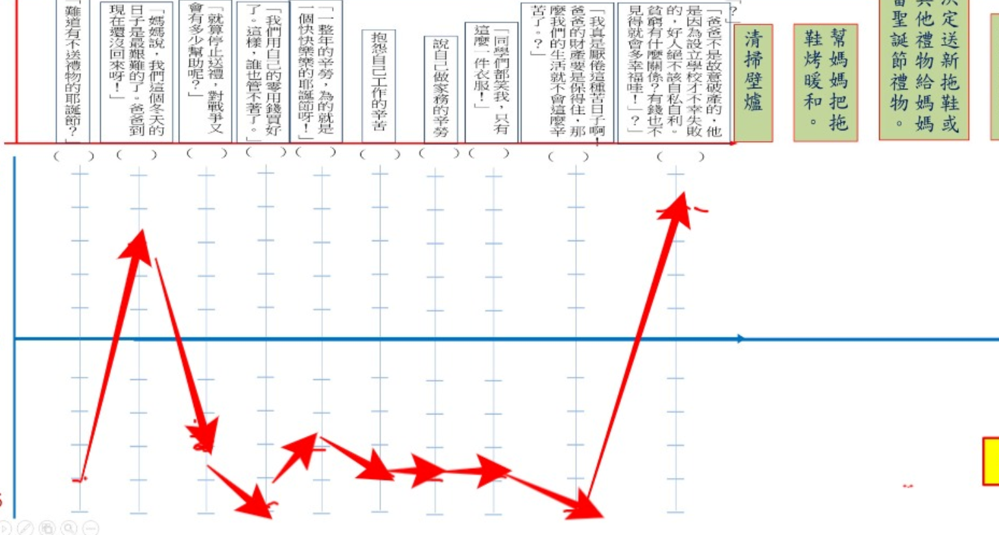 「難道有不送禮物的耶誕節?」
「媽媽說，我們這個冬天的
日子是最艱難的了。爸爸到
現在還沒回來呀！」
「就算停止送禮，對戰爭又
會有多少幫助呢？」
「我們用自己的零用錢買好
了。這樣，誰也管不著了。」
「一整年的辛勞，為的就是
一個快快樂樂的耶誕節呀！」
抱怨自己工作的辛苦
說自己做家務的辛勞
「同學們都笑我，只有
這麼一件衣服！」
「我真是厭倦這種苦日子啊！
爸爸的財產要是保得住，那
麼我們的生活就不會這麼辛
苦了。？」
「爸爸不是故意破產的，他
是因為設立學校才不幸失敗
的，好人絕不該自私自利。
貧窮有什麼關係？有錢也不
見得就會多幸福哇！」？」
清掃壁爐
幫媽媽把拖
鞋烤暖和。
定送新拖鞋或
他禮物給媽媽
聖誕節禮物。
(　) (　) (　) (　) (　) (　) (　) (　) (　) (　)